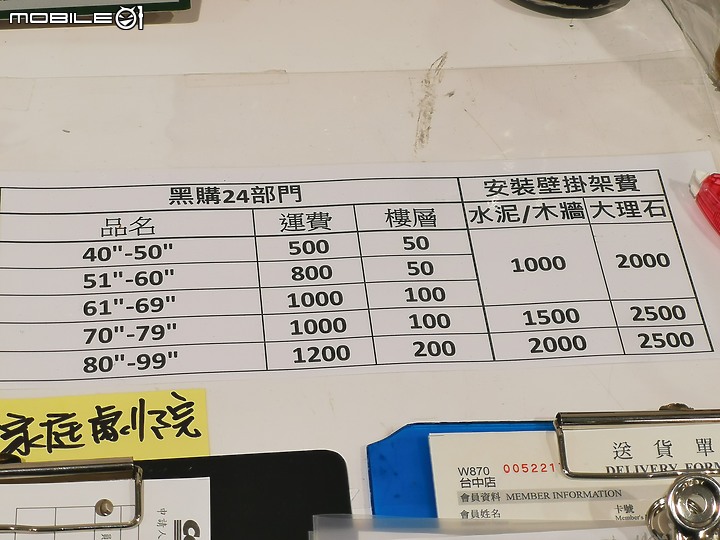 MOBILE01
黑購24部門 安裝壁掛架費
品名 運費 樓層 水泥/木牆 大理石
40"-50" 500 50 1000 2000
51"-60" 800 50
61"-69" 1000 100
70"-79" 1000 100 1500 2500
80"-99" 1200 200 2000 2500
家庭劇院
送貨單
DELIVERY FORM
W870 005221
台中店
會員資料 MEMBER INFORMATION
會員姓名 卡號
Member's
申請人